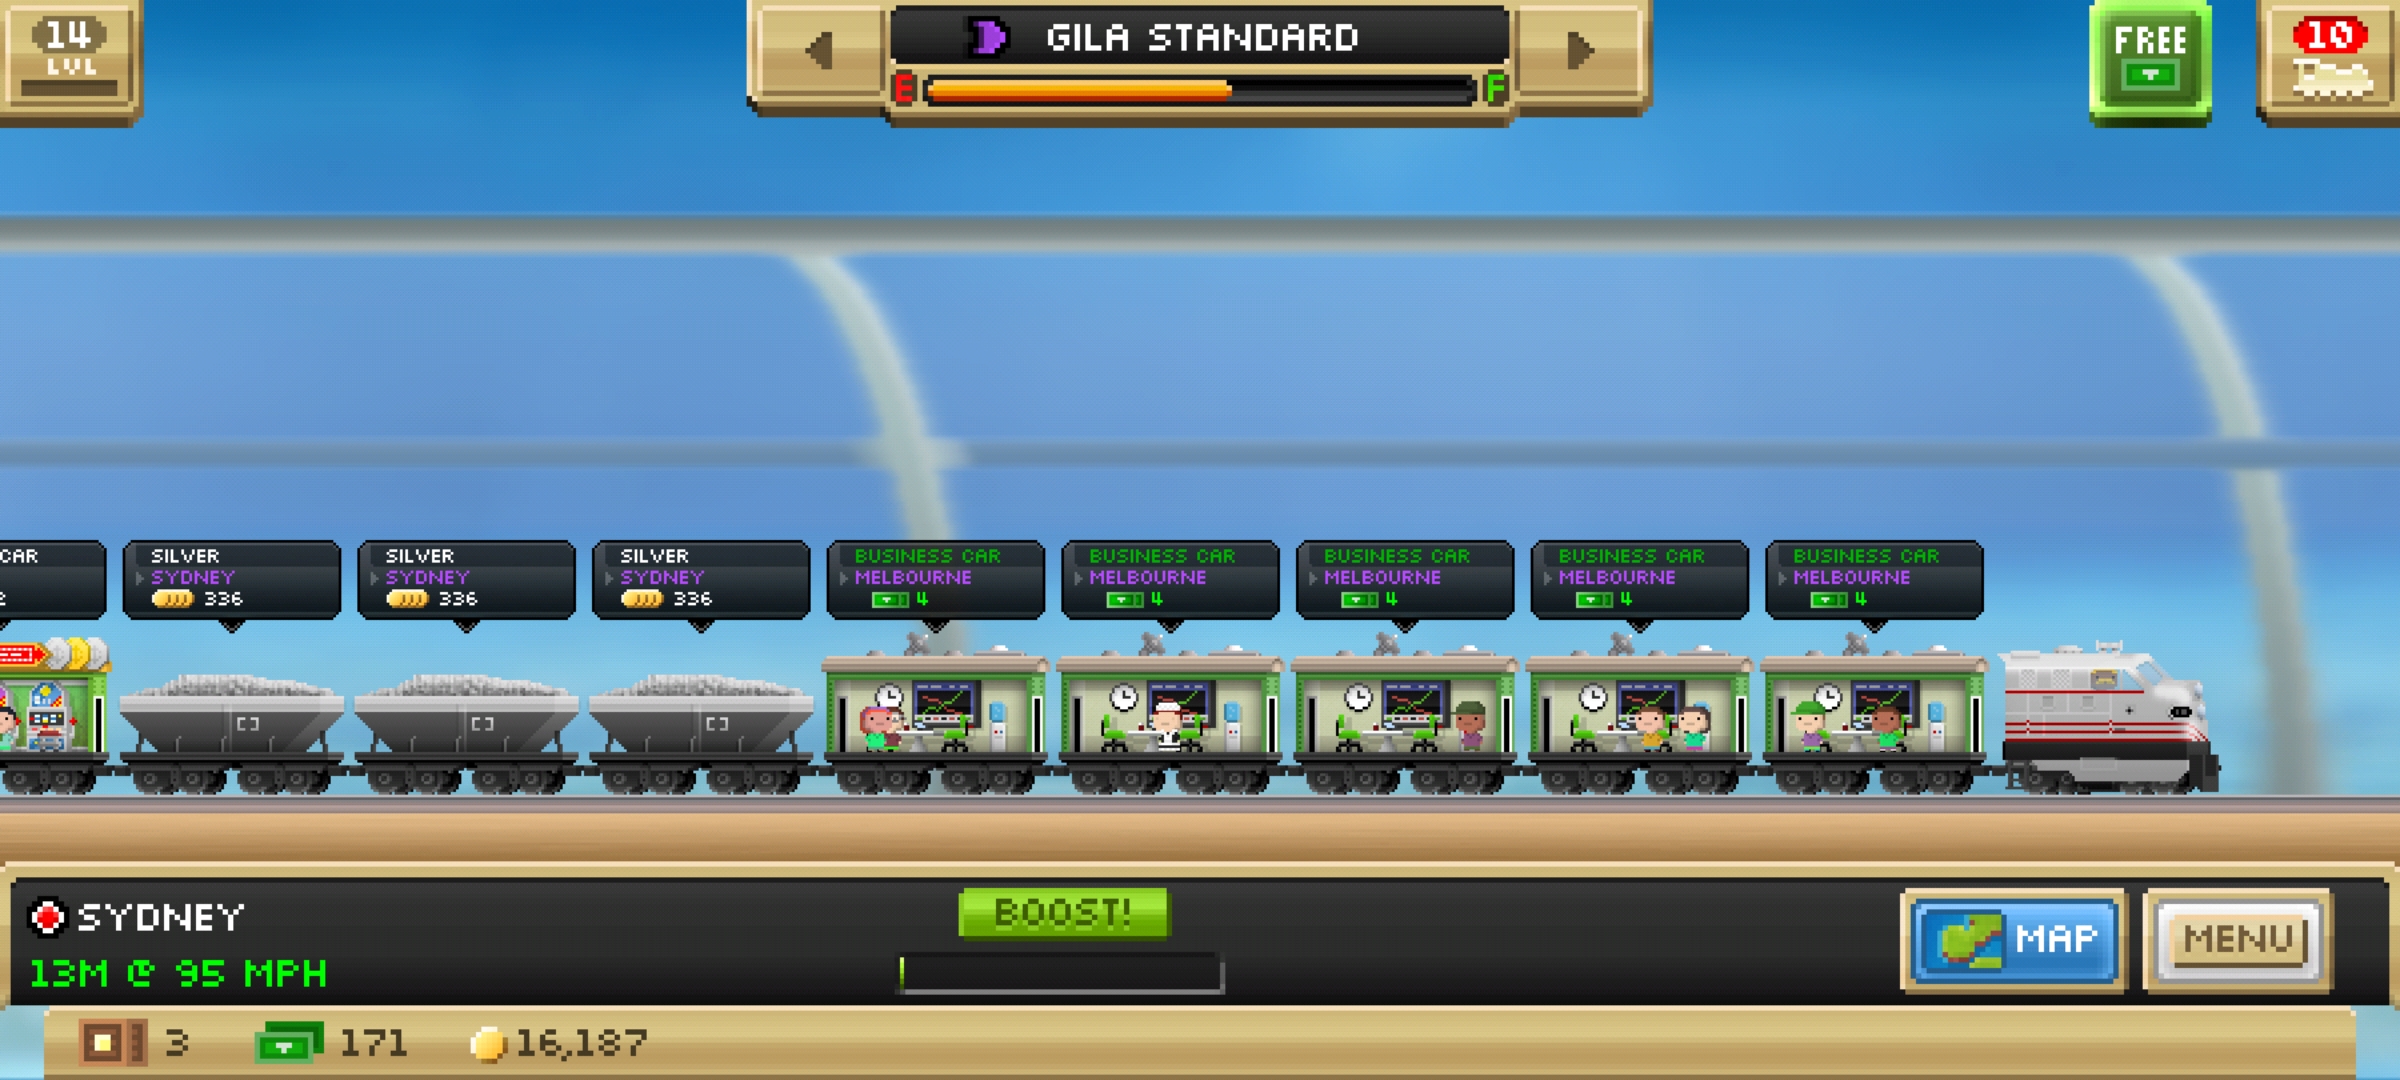 14
LVL
GILA STANDARD
E
F
FREE
10
CAR
2
SILVER
SYDNEY
336
SILVER
SYDNEY
336
SILVER
SYDNEY
336
BUSINESS CAR
MELBOURNE
4
BUSINESS CAR
MELBOURNE
4
BUSINESS CAR
MELBOURNE
4
BUSINESS CAR
MELBOURNE
4
BUSINESS CAR
MELBOURNE
4
SYDNEY
BOOST!
MAP
MENU
13M @ 95 MPH
3
171
16,187